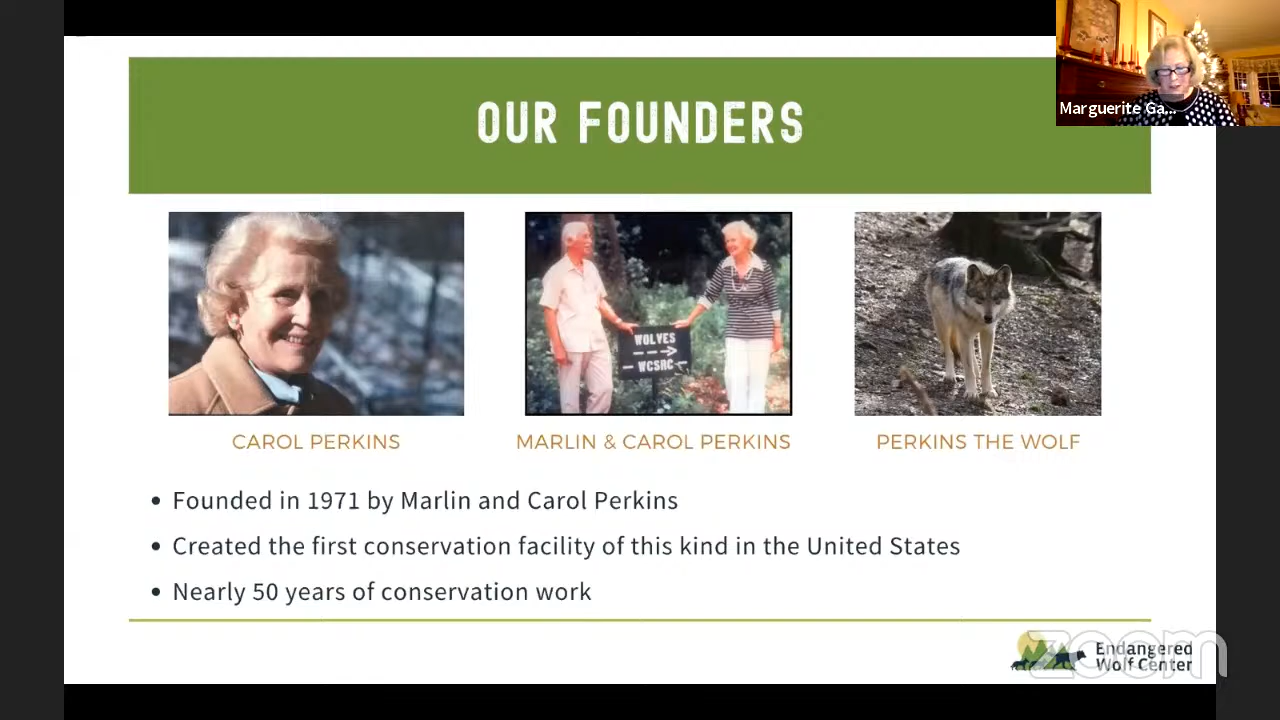 OUR FOUNDERS
Marguerite Ga...
WOLVES
WCSRC
CAROL PERKINS
MARLIN & CAROL PERKINS
PERKINS THE WOLF
• Founded in 1971 by Marlin and Carol Perkins
• Created the first conservation facility of this kind in the United States
• Nearly 50 years of conservation work
zoom
Endangered
Wolf Center